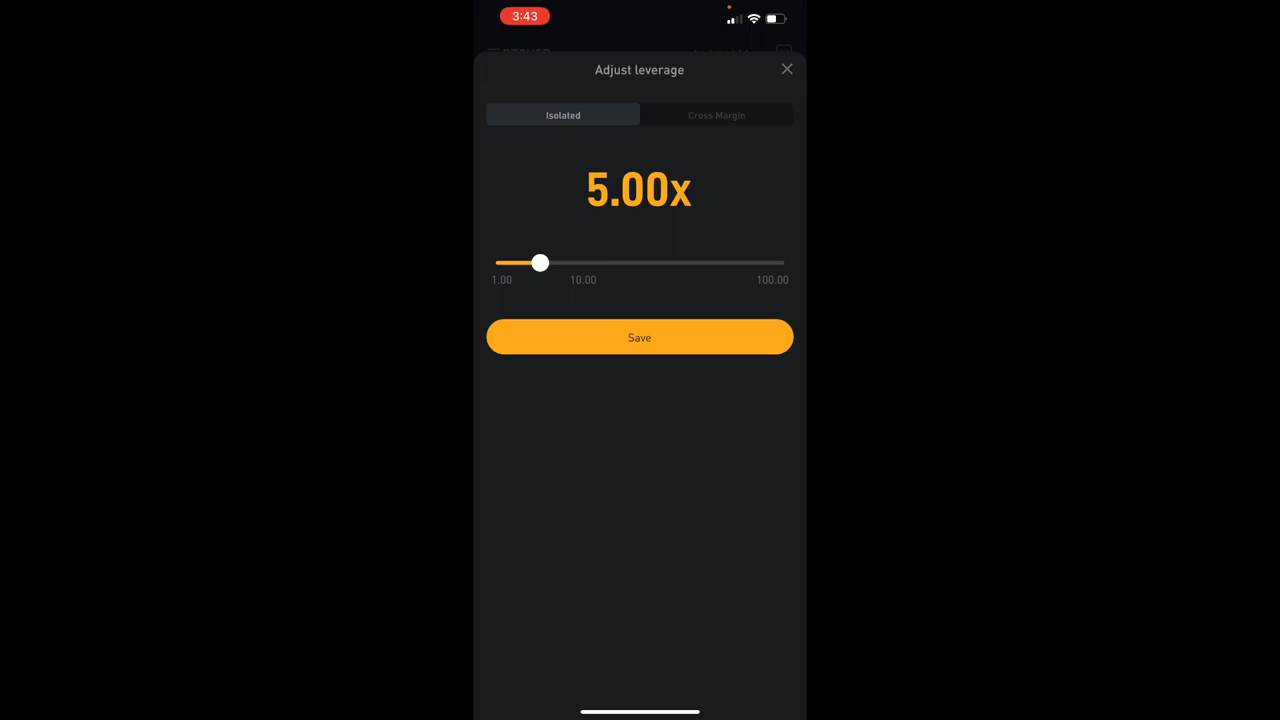 3:43
Adjust leverage
Isolated
Cross Margin
5.00x
1.00 10.00 100.00
Save